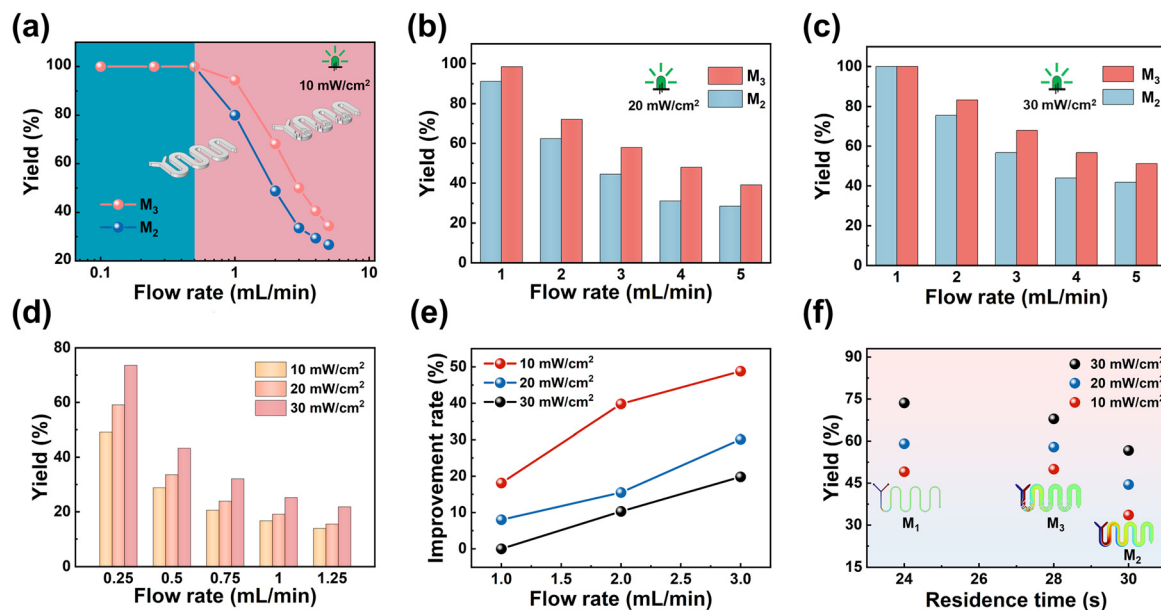 (a)
100
80
60
40
20
Yield (%)
10 mW/cm²
M₃
M₂
0.1
1
10
Flow rate (mL/min)
(b)
100
80
60
40
20
0
Yield (%)
20 mW/cm²
M₃
M₂
1 2 3 4 5
Flow rate (mL/min)
(c)
100
80
60
40
20
0
Yield (%)
30 mW/cm²
M₃
M₂
1 2 3 4 5
Flow rate (mL/min)
(d)
80
60
40
20
0
Yield (%)
10 mW/cm²
20 mW/cm²
30 mW/cm²
0.25 0.5 0.75 1 1.25
Flow rate (mL/min)
(e)
50
40
30
20
10
0
Improvement rate (%)
10 mW/cm²
20 mW/cm²
30 mW/cm²
1.0 1.5 2.0 2.5 3.0
Flow rate (mL/min)
(f)
90
75
60
45
30
15
Yield (%)
30 mW/cm²
20 mW/cm²
10 mW/cm²
M₁
M₃
M₂
24 26 28 30
Residence time (s)